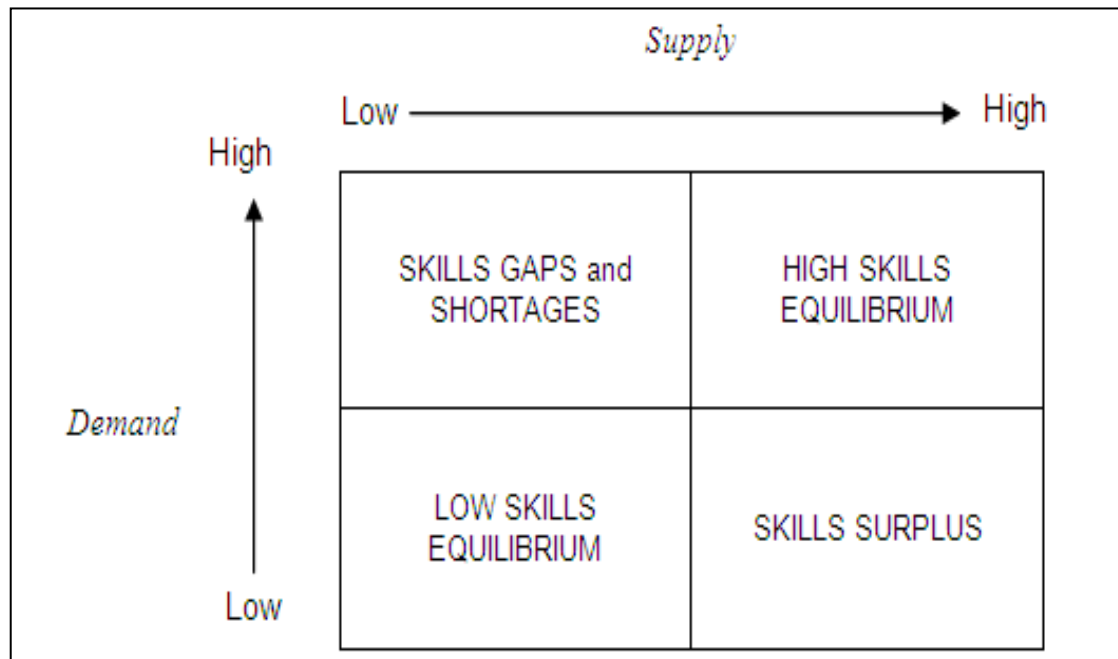 Supply
Low
High
High
SKILLS GAPS and
SHORTAGES
HIGH SKILLS
EQUILIBRIUM
Demand
LOW SKILLS
EQUILIBRIUM
SKILLS SURPLUS
Low